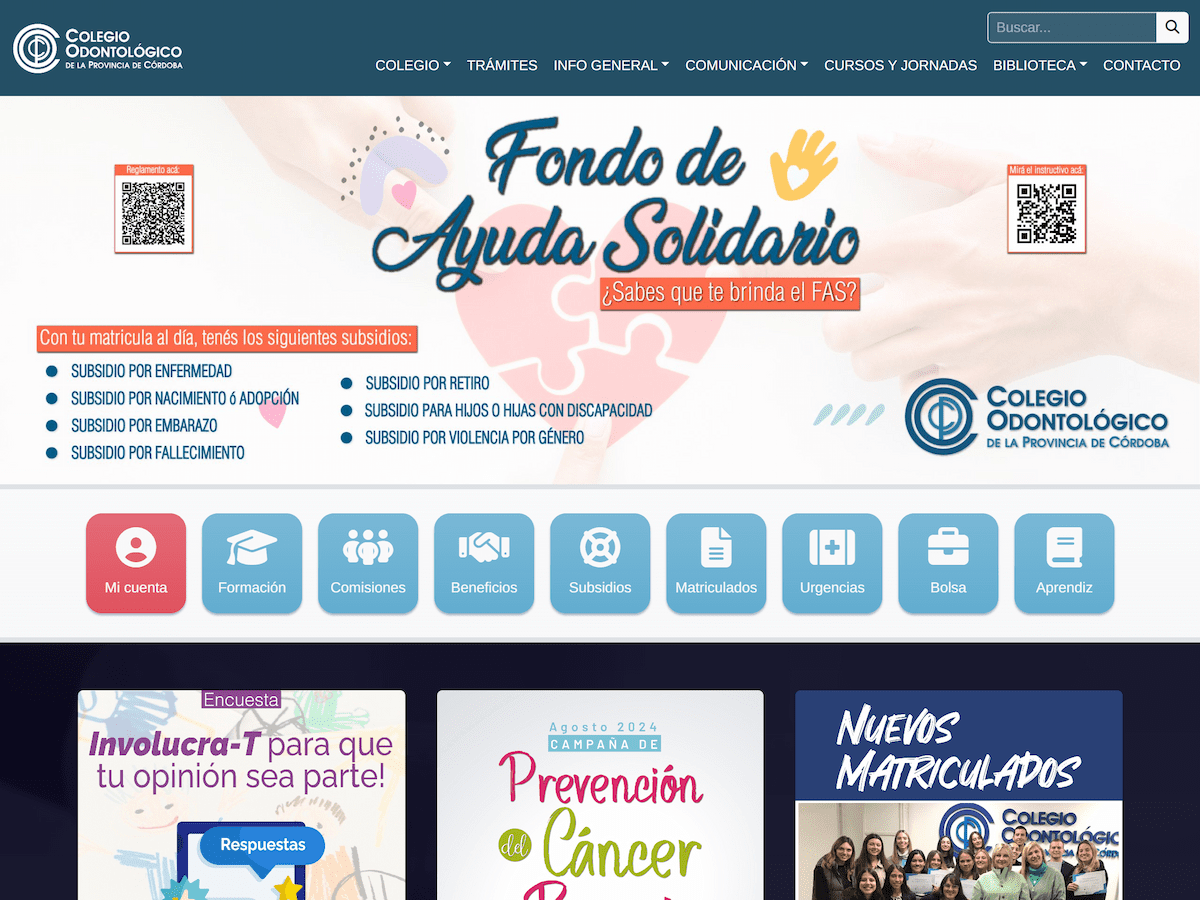 COLEGIO
ODONTOLÓGICO
DE LA PROVINCIA DE CÓRDOBA
Buscar...
COLEGIO
TRÁMITES
INFO GENERAL
COMUNICACIÓN
CURSOS Y JORNADAS
BIBLIOTECA
CONTACTO
Reglamento acá:
Fondo de
Ayuda Solidario
¿Sabes que te brinda el FAS?
Mirá el instructivo acá:
Con tu matricula al día, tenés los siguientes subsidios:
SUBSIDIO POR ENFERMEDAD
SUBSIDIO POR NACIMIENTO ó ADOPCIÓN
SUBSIDIO POR EMBARAZO
SUBSIDIO POR FALLECIMIENTO
SUBSIDIO POR RETIRO
SUBSIDIO PARA HIJOS O HIJAS CON DISCAPACIDAD
SUBSIDIO POR VIOLENCIA POR GÉNERO
COLEGIO
ODONTOLÓGICO
DE LA PROVINCIA DE CÓRDOBA
Mi cuenta
Formación
Comisiones
Beneficios
Subsidios
Matriculados
Urgencias
Bolsa
Aprendiz
Encuesta
Involucra-T para que
tu opinión sea parte!
Respuestas
Agosto 2024
CAMPAÑA DE
Prevención
del Cáncer
NUEVOS
MATRICULADOS
COLEGIO